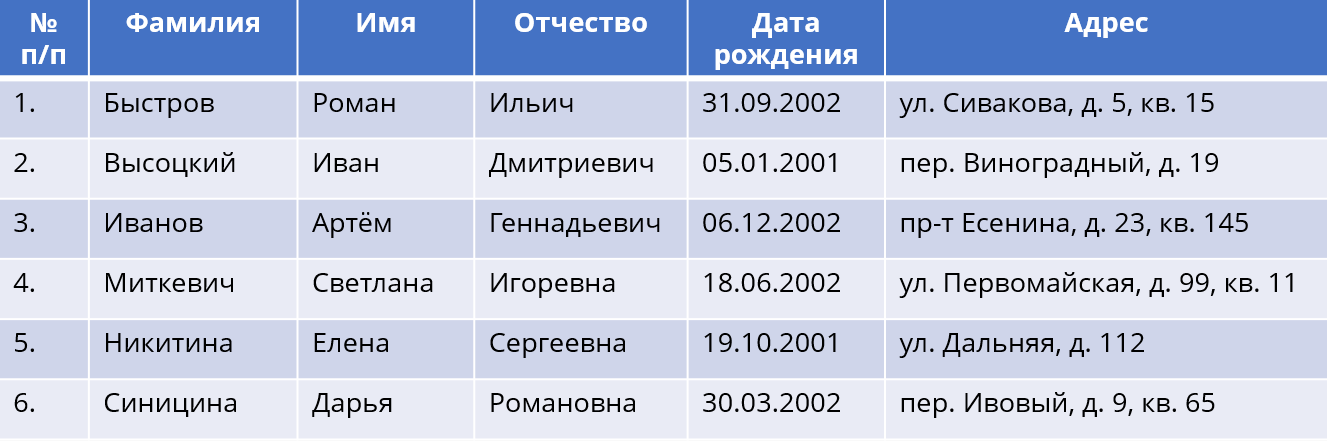 № п/п Фамилия Имя Отчество Дата рождения Адрес
1. Быстров Роман Ильич 31.09.2002 ул. Сивакова, д. 5, кв. 15
2. Высоцкий Иван Дмитриевич 05.01.2001 пер. Виноградный, д. 19
3. Иванов Артём Геннадьевич 06.12.2002 пр-т Есенина, д. 23, кв. 145
4. Миткевич Светлана Игоревна 18.06.2002 ул. Первомайская, д. 99, кв. 11
5. Никитина Елена Сергеевна 19.10.2001 ул. Дальняя, д. 112
6. Синицина Дарья Романовна 30.03.2002 пер. Ивовый, д. 9, кв. 65